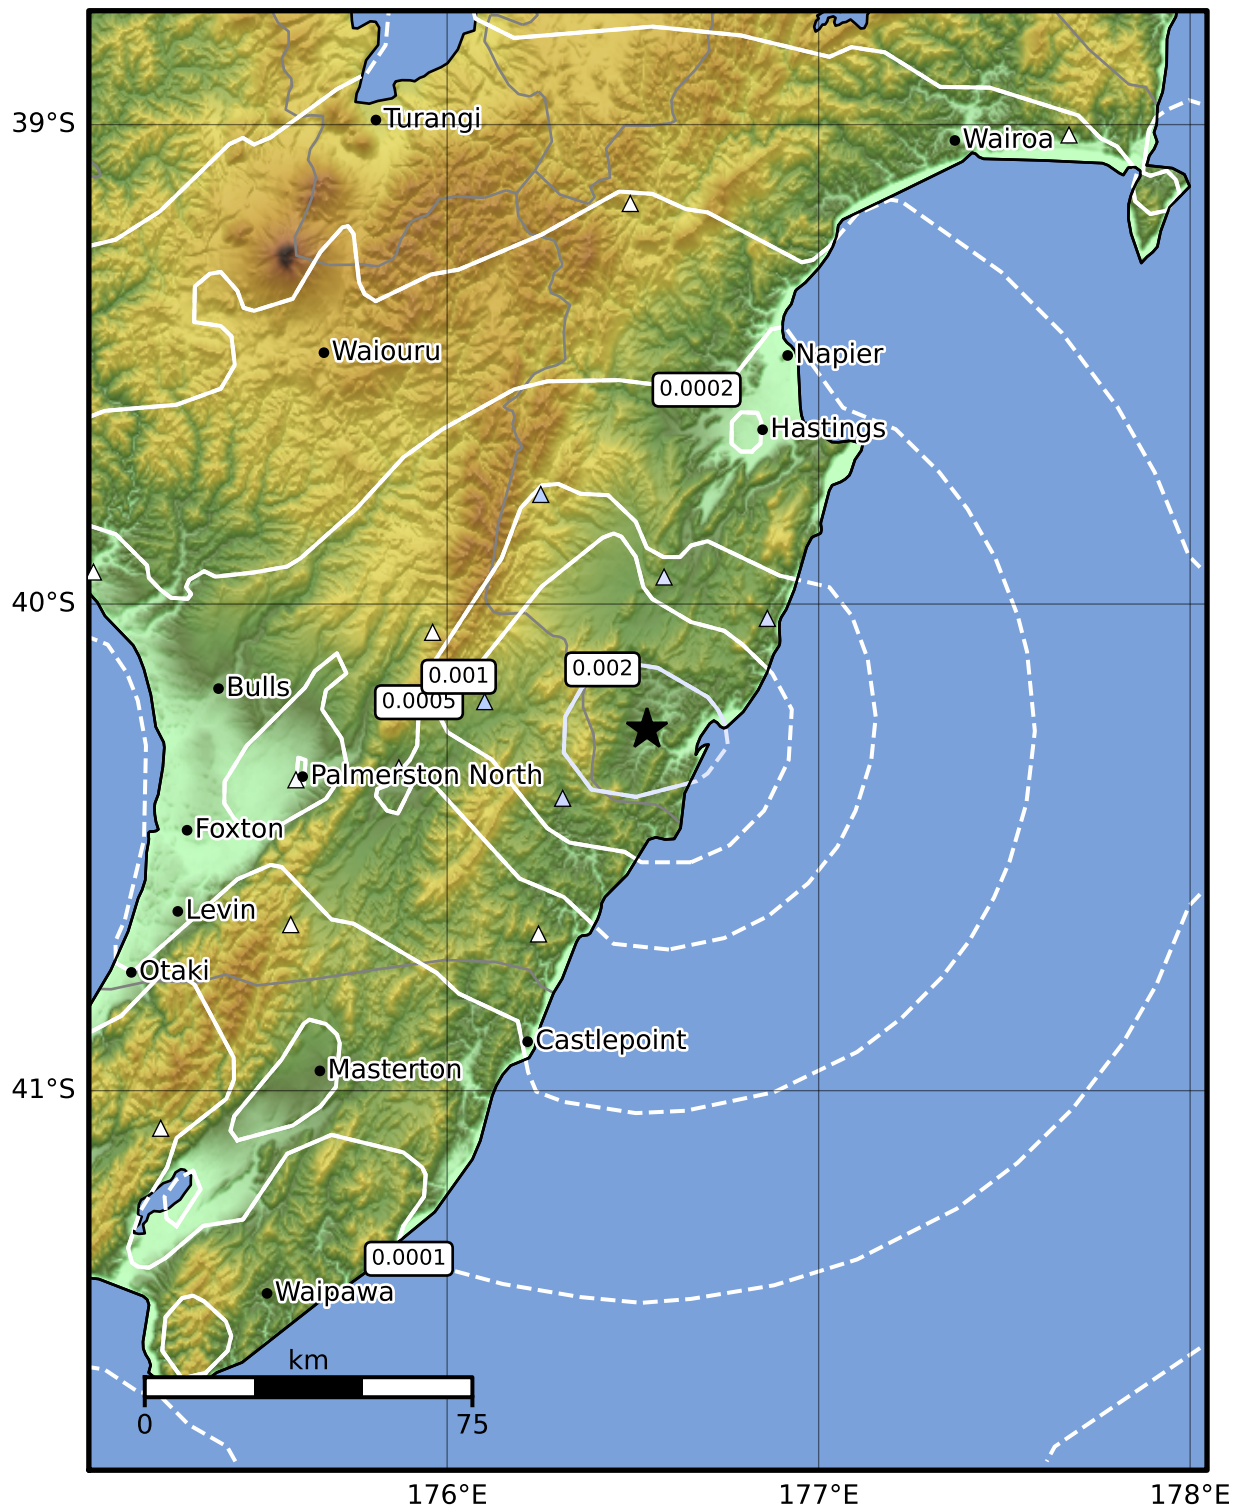 Turangi
39°S
Wairoa
Waiouru
Napier
0.0002
Hastings
40°S
0.002
0.001
0.0005
Bulls
Palmerston North
Foxton
Levin
Otaki
Castlepoint
Masterton
41°S
0.0001
Waipawa
km
0 75
176°E 177°E 178°E